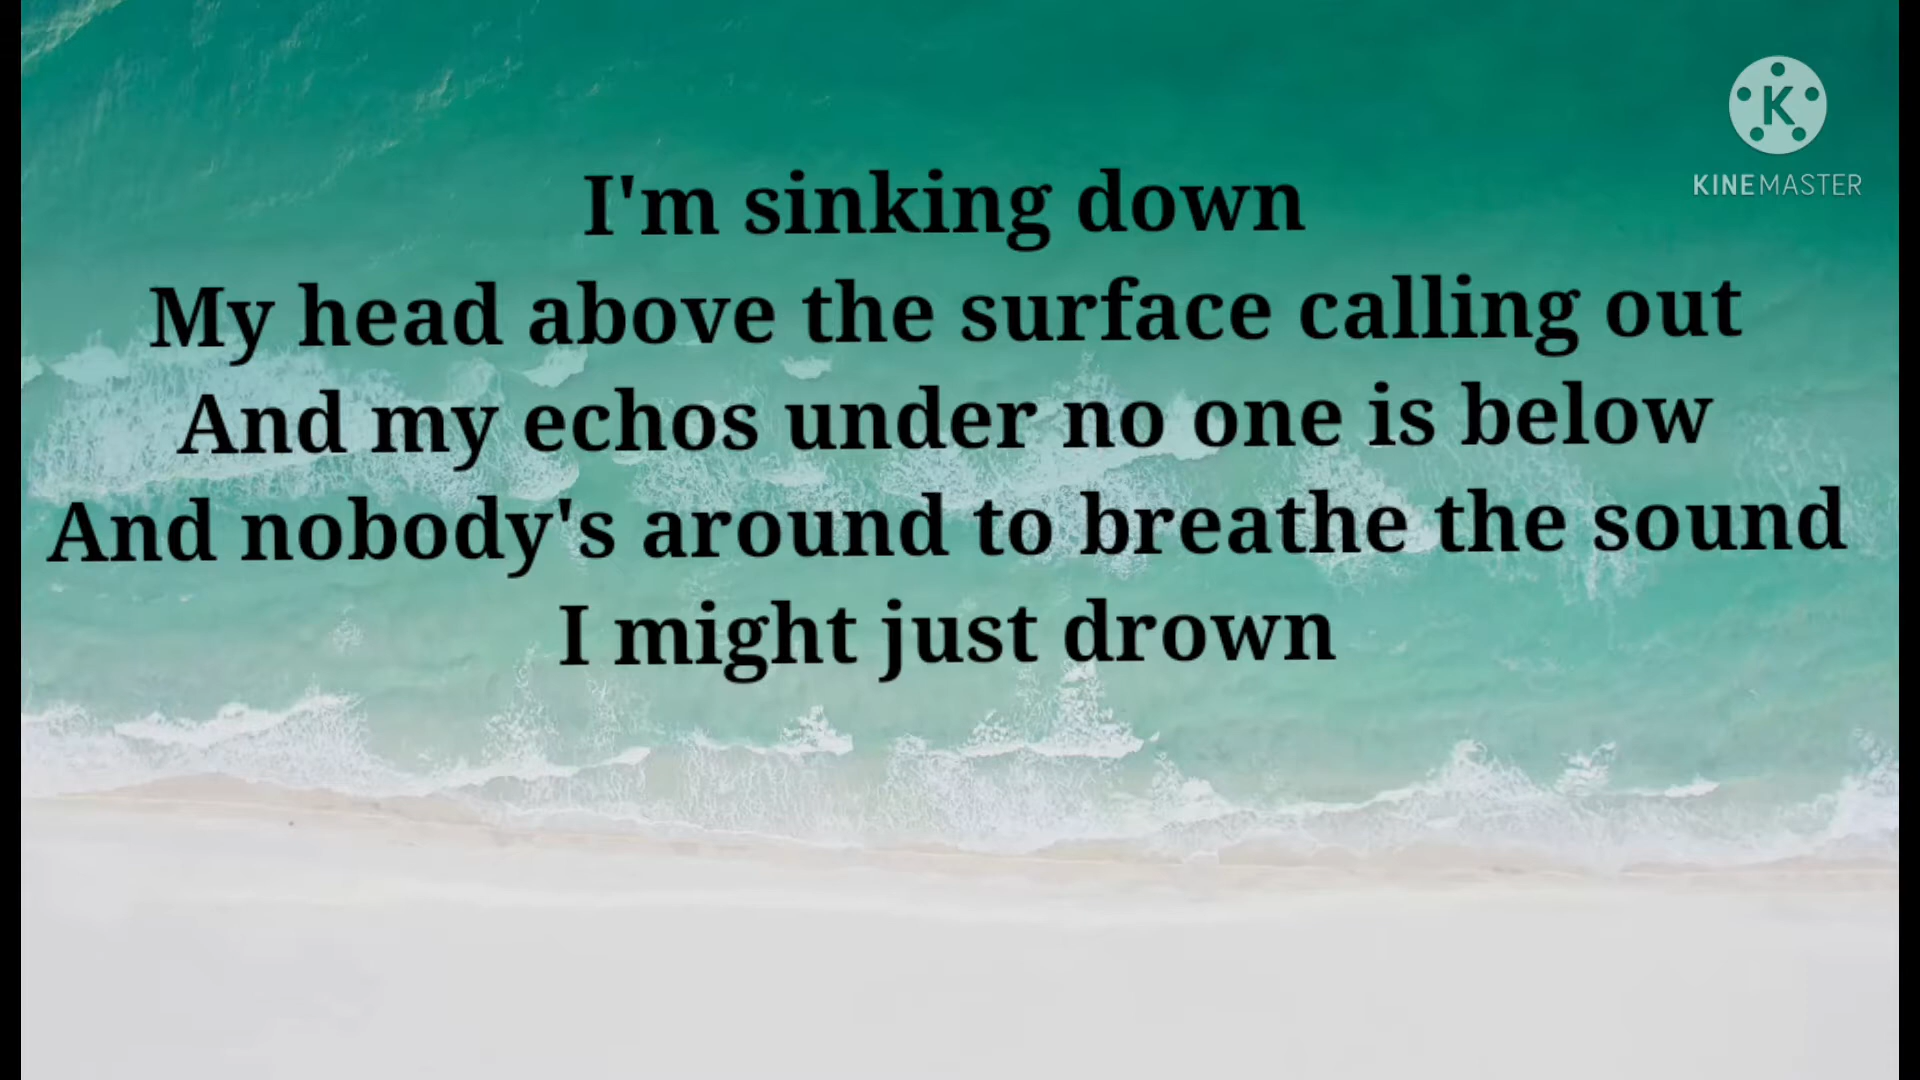 K
KINEMASTER
I'm sinking down
My head above the surface calling out
And my echos under no one is below
And nobody's around to breathe the sound
I might just drown